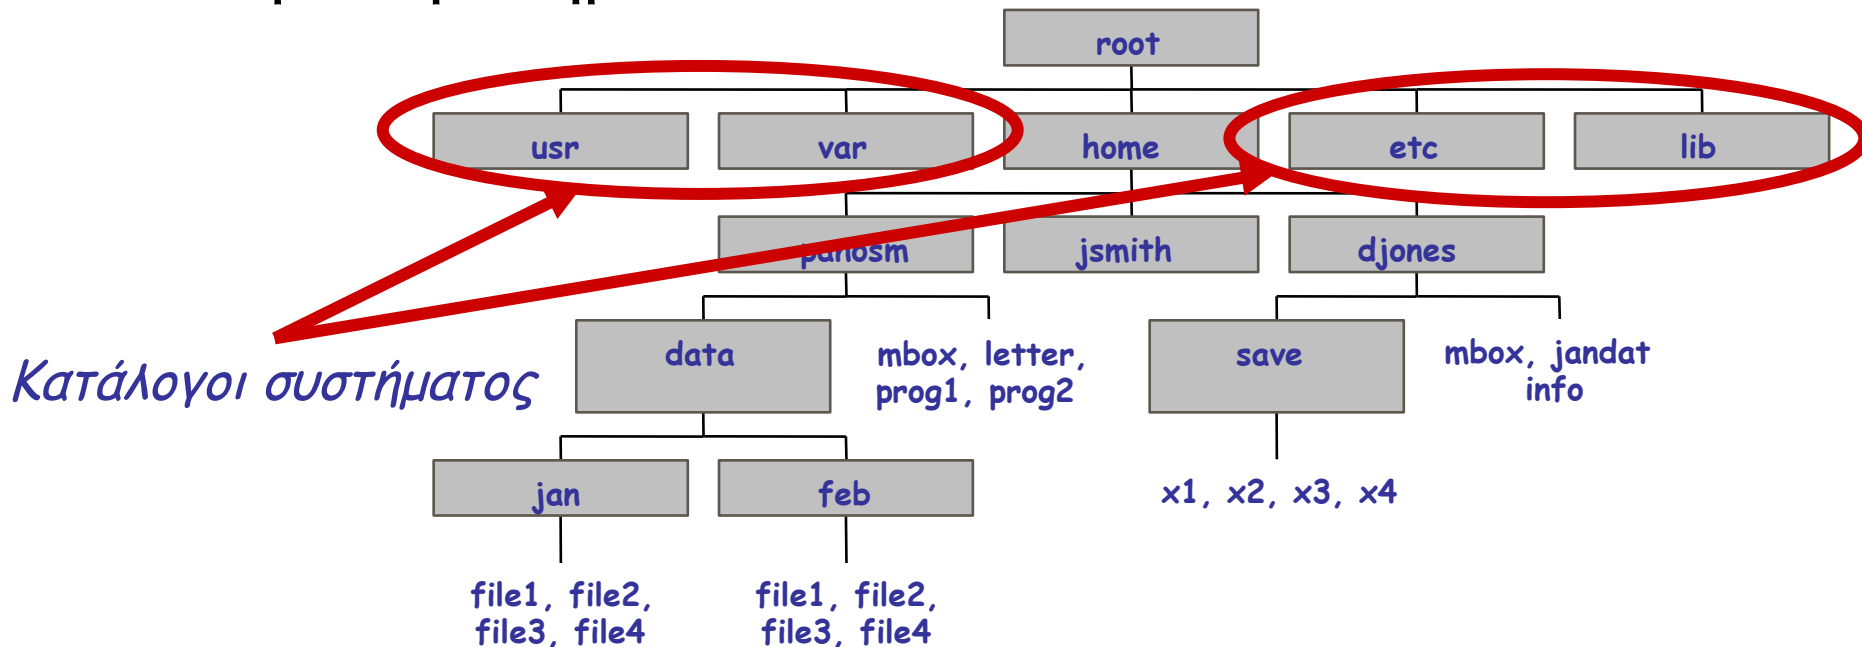 root
usr
var
home
etc
lib
panosm
jsmith
djones
data
mbox, letter,
prog1, prog2
save
mbox, jandat
info
Κατάλογοι συστήματος
jan
feb
x1, x2, x3, x4
file1, file2,
file3, file4
file1, file2,
file3, file4